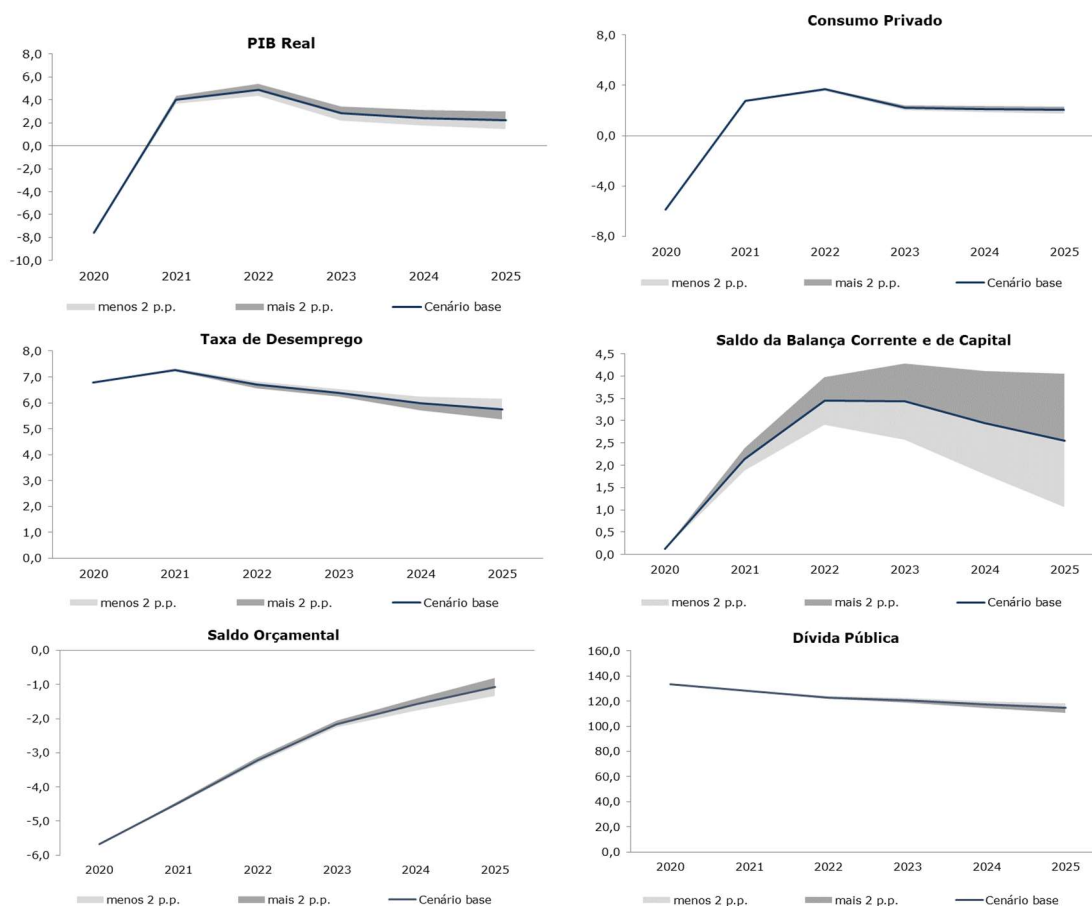 PIB Real
8,0
6,0
4,0
2,0
0,0
-2,0
-4,0
-6,0
-8,0
-10,0
2020 2021 2022 2023 2024 2025
menos 2 p.p. mais 2 p.p. Cenário base
Consumo Privado
8,0
4,0
0,0
-4,0
-8,0
2020 2021 2022 2023 2024 2025
menos 2 p.p. mais 2 p.p. Cenário base
Taxa de Desemprego
8,0
7,0
6,0
5,0
4,0
3,0
2,0
1,0
0,0
2020 2021 2022 2023 2024 2025
menos 2 p.p. mais 2 p.p. Cenário base
Saldo da Balança Corrente e de Capital
4,5
4,0
3,5
3,0
2,5
2,0
1,5
1,0
0,5
0,0
2020 2021 2022 2023 2024 2025
menos 2 p.p. mais 2 p.p. Cenário base
Saldo Orçamental
0,0
-1,0
-2,0
-3,0
-4,0
-5,0
-6,0
2020 2021 2022 2023 2024 2025
menos 2 p.p. mais 2 p.p. Cenário base
Dívida Pública
160,0
140,0
120,0
100,0
80,0
60,0
40,0
20,0
0,0
2020 2021 2022 2023 2024 2025
menos 2 p.p. mais 2 p.p. Cenário base